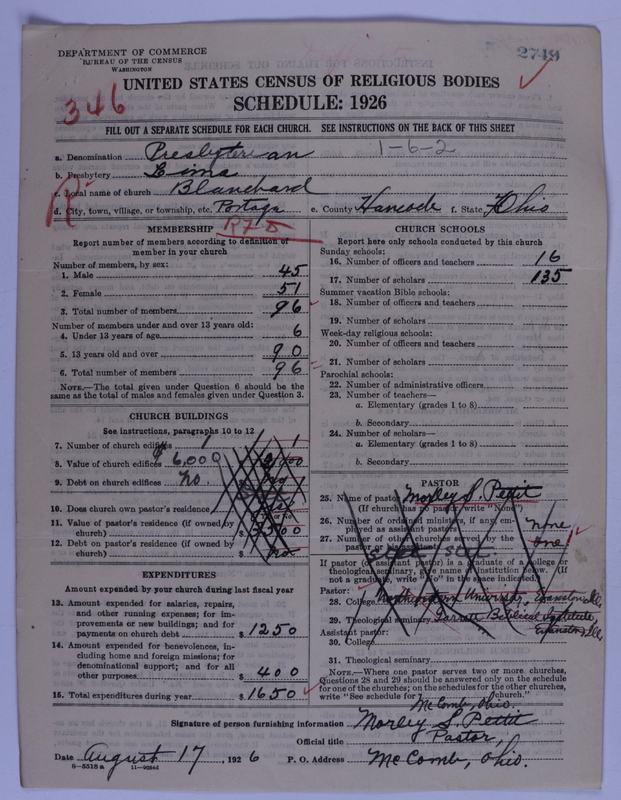 DEPARTMENT OF COMMERCE
BUREAU OF THE CENSUS
WASHINGTON
2749
UNITED STATES CENSUS OF RELIGIOUS BODIES
346
SCHEDULE: 1926
FILL OUT A SEPARATE SCHEDULE FOR EACH CHURCH. SEE INSTRUCTIONS ON THE BACK OF THIS SHEET
a. Denomination Presbyterian 1-6-2
b. Presbytery Lima
R
c. Local name of church Blanchard
d. City, town, village, or township, etc. Portage e. County Hancock f. State Ohio
MEMBERSHIP
Report number of members according to definition of
member in your church
Number of members, by sex:
1. Male 45
2. Female 51
3. Total number of members 96
Number of members under and over 13 years old:
4. Under 13 years of age 6
5. 13 years old and over 90
6. Total number of members 96
NOTE.—The total given under Question 6 should be the
same as the total of males and females given under Question 3.
CHURCH BUILDINGS
See instructions, paragraphs 10 to 12
7. Number of church edifices 1 1
8. Value of church edifices $ 6,000
9. Debt on church edifices no
10. Does church own pastor's residence
11. Value of pastor's residence (if owned by
church) $
12. Debt on pastor's residence (if owned by
church) $ no
EXPENDITURES
Amount expended by your church during last fiscal year
13. Amount expended for salaries, repairs,
and other running expenses; for im-
provements or new buildings; and for
payments on church debt $ 1250
14. Amount expended for benevolences, in-
cluding home and foreign missions; for
denominational support; and for all
other purposes $ 400
15. Total expenditures during year $ 1650
CHURCH SCHOOLS
Report here only schools conducted by this church
Sunday schools:
16. Number of officers and teachers 16
17. Number of scholars 135
Summer vacation Bible schools:
18. Number of officers and teachers
19. Number of scholars
Week-day religious schools:
20. Number of officers and teachers
21. Number of scholars
Parochial schools:
22. Number of administrative officers
23. Number of teachers—
a. Elementary (grades 1 to 8)
b. Secondary
24. Number of scholars—
a. Elementary (grades 1 to 8)
b. Secondary
PASTOR
25. Name of pastor Morley S. Pettit
(If church has no pastor write "None")
26. Number of ordained ministers, if any, em-
ployed as assistant pastors none
27. Number of other churches served by the
pastor one
If pastor (or assistant pastor) is a graduate of a college or
theological seminary, give name of institution below. (If
not a graduate, write "No" in the space indicated.)
Pastor:
28. College Northwestern University, Evanston Ills
29. Theological seminary Garrett Biblical Institute,
Evanston, Ills.
Assistant pastor:
30. College
31. Theological seminary
NOTE.—Where one pastor serves two or more churches,
Questions 28 and 29 should be answered only on the schedule
for one of the churches; on the schedules for the other churches,
write "See schedule for church."
McComb, Ohio.
Signature of person furnishing information Morley S. Pettit
Official title Pastor,
Date August 17, 1926 P. O. Address McComb, Ohio.
8-5518 a